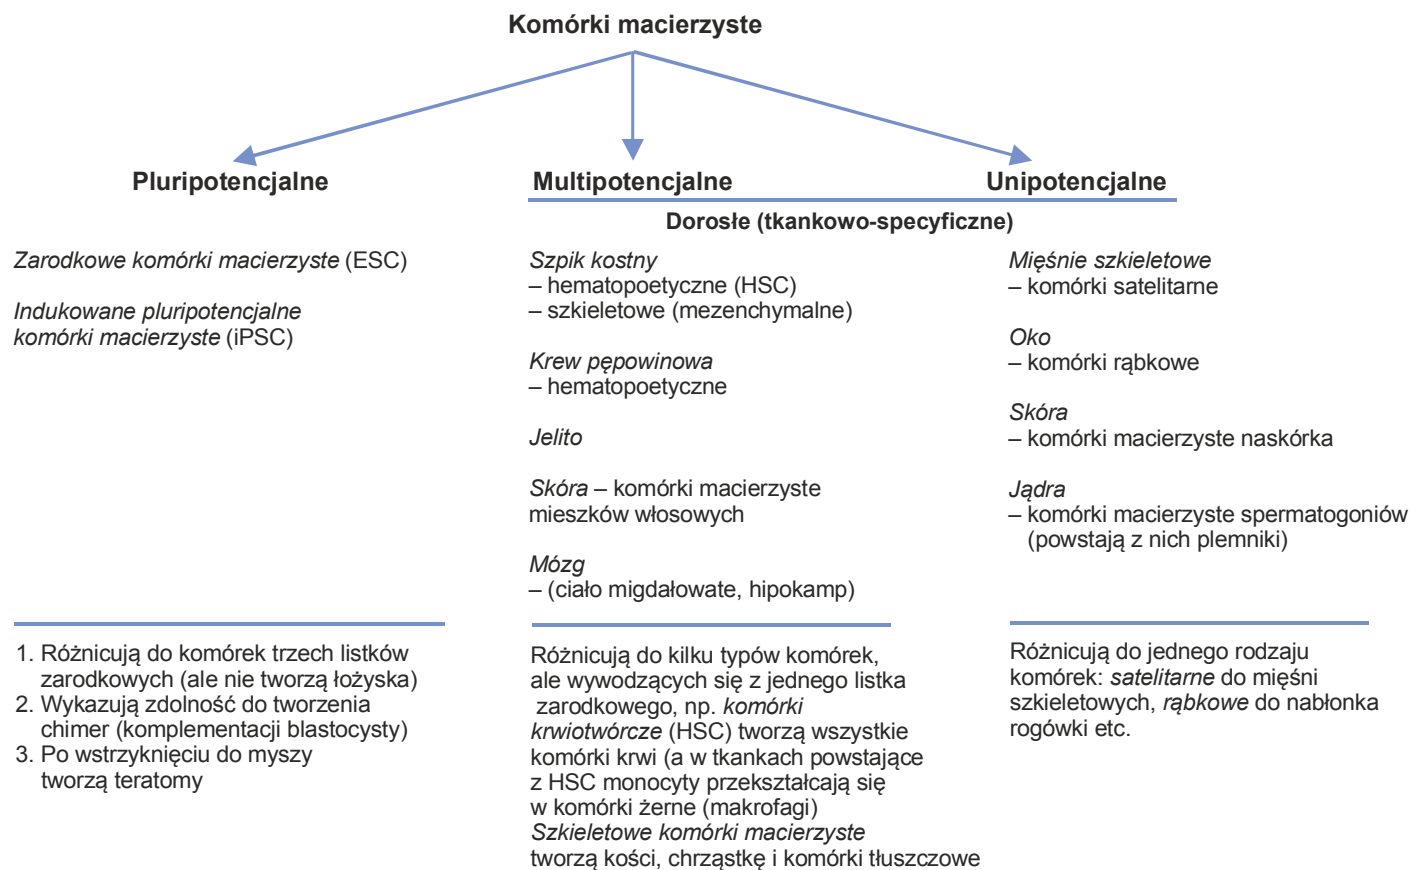 Komórki macierzyste
Pluripotencjalne
Multipotencjalne
Unipotencjalne
Dorosłe (tkankowo-specyficzne)
Zarodkowe komórki macierzyste (ESC)
Indukowane pluripotencjalne
komórki macierzyste (iPSC)
Szpik kostny
– hematopoetyczne (HSC)
– szkieletowe (mezenchymalne)
Krew pępowinowa
– hematopoetyczne
Jelito
Skóra – komórki macierzyste
mieszków włosowych
Mózg
– (ciało migdałowate, hipokamp)
Mięśnie szkieletowe
– komórki satelitarne
Oko
– komórki rąbkowe
Skóra
– komórki macierzyste naskórka
Jądra
– komórki macierzyste spermatogoniów
(powstają z nich plemniki)
1. Różnicują do komórek trzech listków
zarodkowych (ale nie tworzą łożyska)
2. Wykazują zdolność do tworzenia
chimer (komplementacji blastocysty)
3. Po wstrzyknięciu do myszy
tworzą teratomy
Różnicują do kilku typów komórek,
ale wywodzących się z jednego listka
zarodkowego, np. komórki
krwiotwórcze (HSC) tworzą wszystkie
komórki krwi (a w tkankach powstające
z HSC monocyty przekształcają się
w komórki żerne (makrofagi)
Szkieletowe komórki macierzyste
tworzą kości, chrząstkę i komórki tłuszczowe
Różnicują do jednego rodzaju
komórek: satelitarne do mięśni
szkieletowych, rąbkowe do nabłonka
rogówki etc.